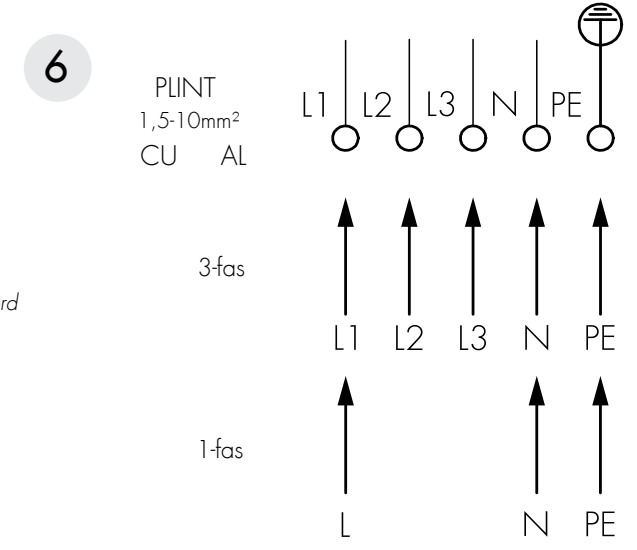 6
PLINT
1,5-10mm²
CU AL
L1 L2 L3 N PE
3-fas
rd
L1 L2 L3 N PE
1-fas
L N PE